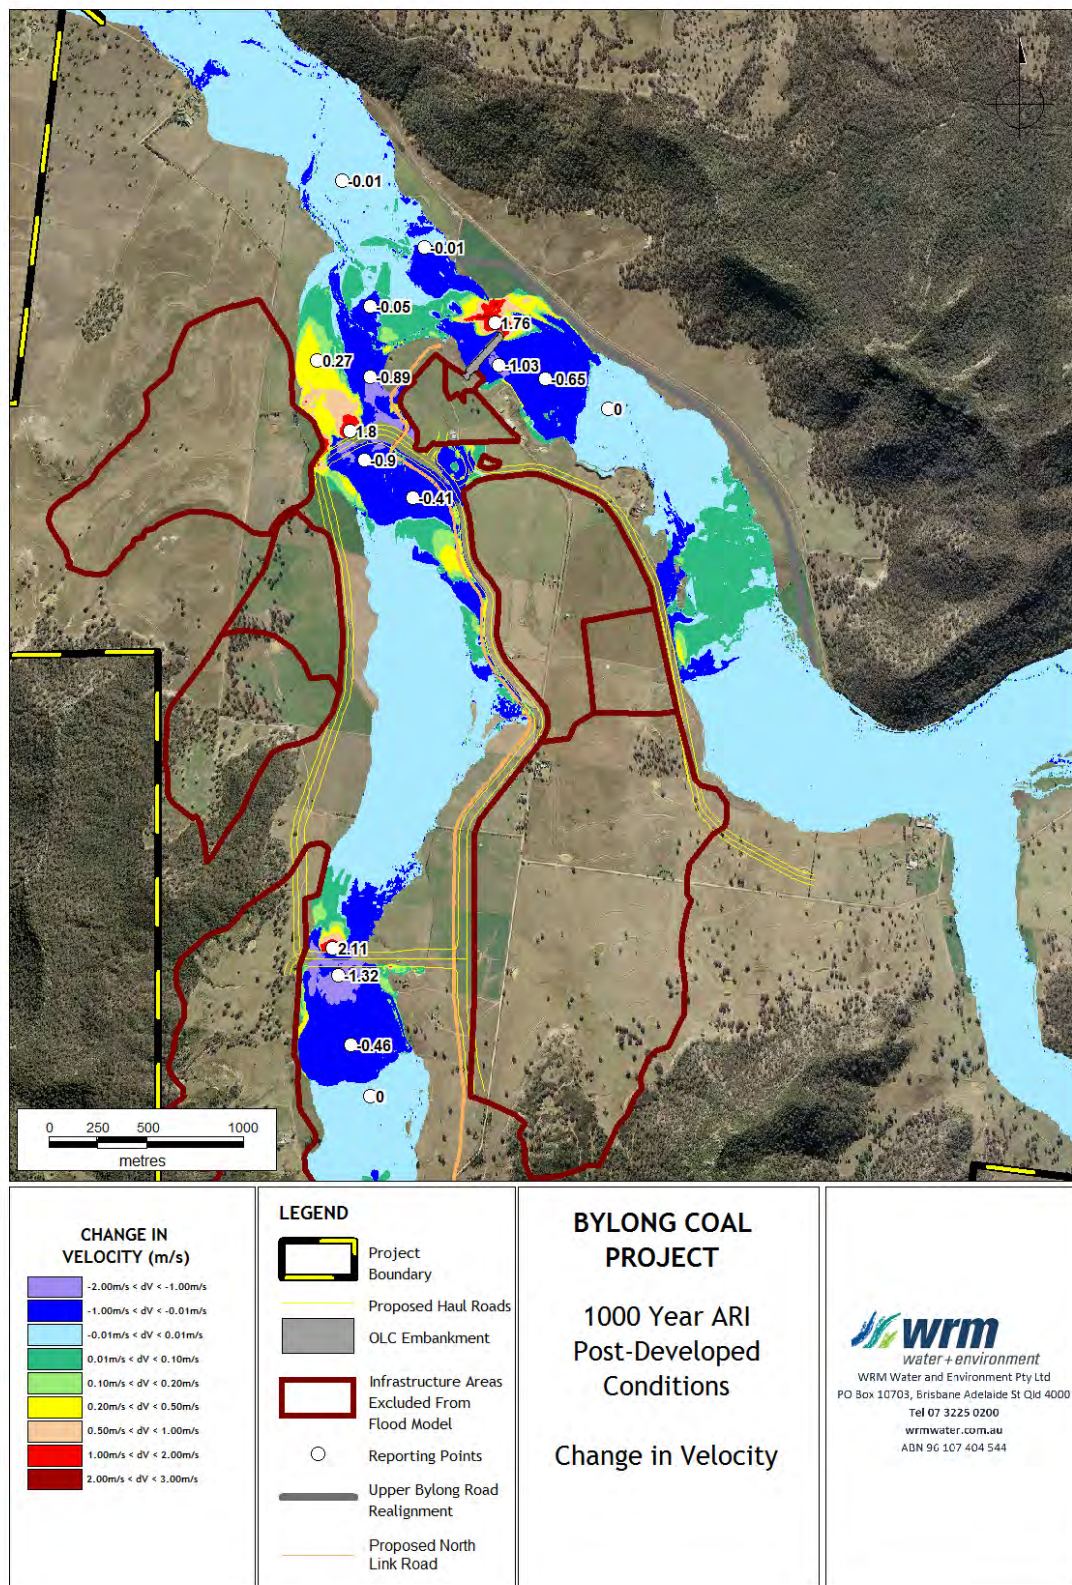 -0.01
-0.01
-0.05
1.76
0.27
-1.03
-0.89
-0.65
0
1.8
-0.9
-0.41
2.11
-1.32
-0.46
0
0 250 500 1000
metres
CHANGE IN
VELOCITY (m/s)
-2.00m/s < dV < -1.00m/s
-1.00m/s < dV < -0.01m/s
-0.01m/s < dV < 0.01m/s
0.01m/s < dV < 0.10m/s
0.10m/s < dV < 0.20m/s
0.20m/s < dV < 0.50m/s
0.50m/s < dV < 1.00m/s
1.00m/s < dV < 2.00m/s
2.00m/s < dV < 3.00m/s
LEGEND
Project
Boundary
Proposed Haul Roads
OLC Embankment
Infrastructure Areas
Excluded From
Flood Model
Reporting Points
Upper Bylong Road
Realignment
Proposed North
Link Road
BYLONG COAL
PROJECT
1000 Year ARI
Post-Developed
Conditions
Change in Velocity
wrm
water + environment
WRM Water and Environment Pty Ltd
PO Box 10703, Brisbane Adelaide St Qld 4000
Tel 07 3225 0200
wrmwater.com.au
ABN 96 107 404 544